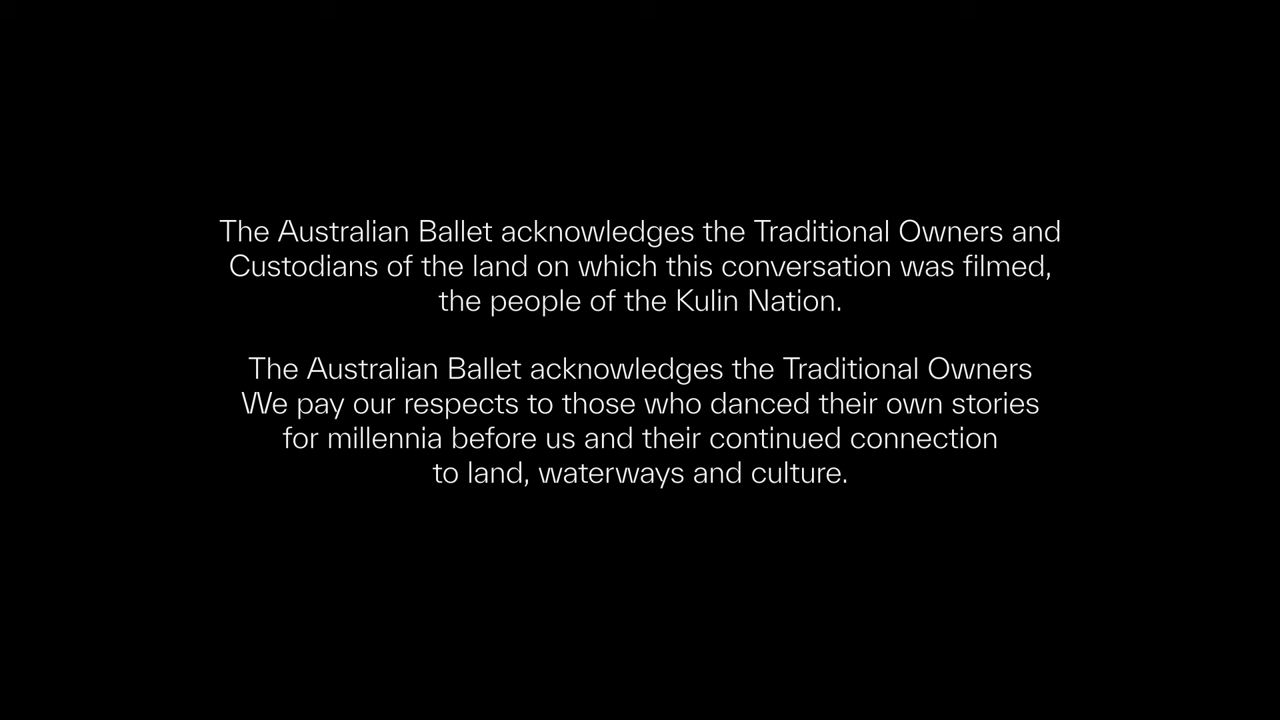 The Australian Ballet acknowledges the Traditional Owners and
Custodians of the land on which this conversation was filmed,
the people of the Kulin Nation.
The Australian Ballet acknowledges the Traditional Owners
We pay our respects to those who danced their own stories
for millennia before us and their continued connection
to land, waterways and culture.